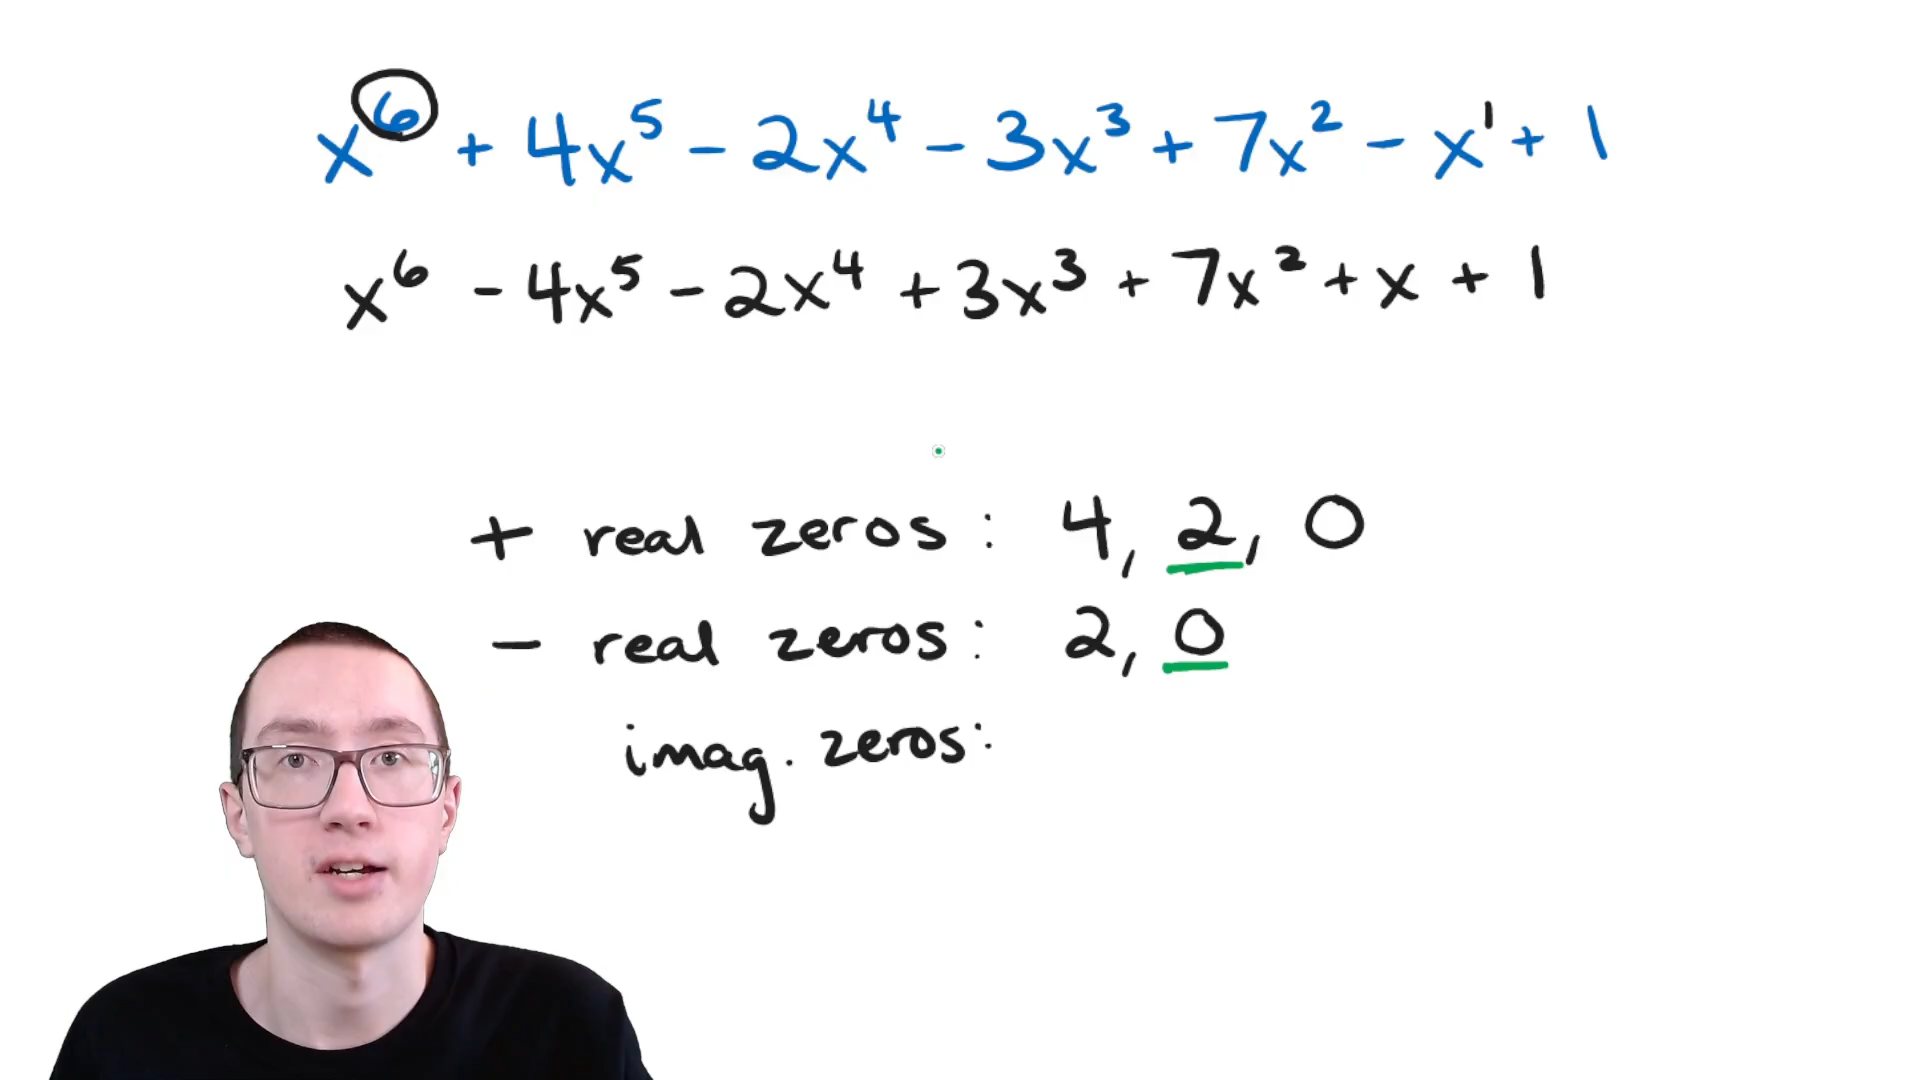 x⁶ + 4x⁵ - 2x⁴ - 3x³ + 7x² - x¹ + 1
x⁶ - 4x⁵ - 2x⁴ + 3x³ + 7x² + x + 1
+ real zeros: 4, 2, 0
- real zeros: 2, 0
imag. zeros: